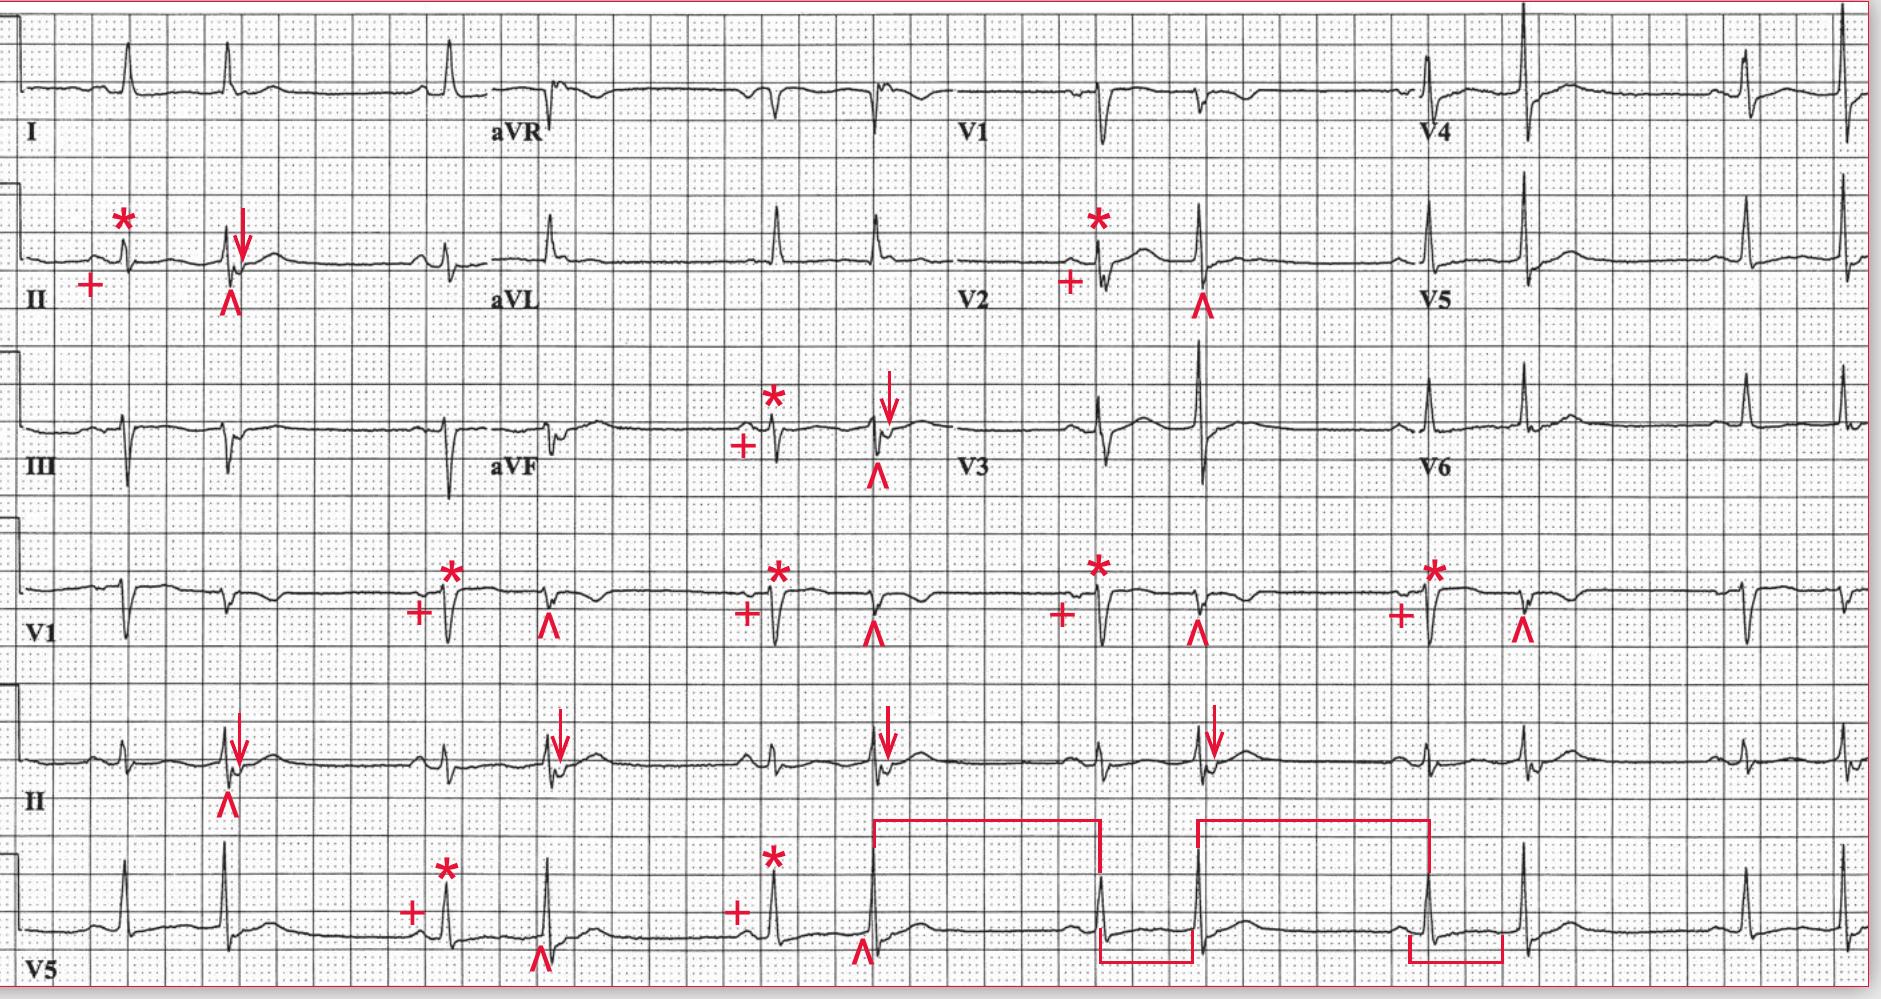 I aVR V1 V4
* * 
+ + 
II aVL V2 V5
^ ^
*
+
III aVF V3 V6
^
* * * *
+ + + +
V1 ^ ^ ^ ^
II ^
* *
+ +
^ ^
V5